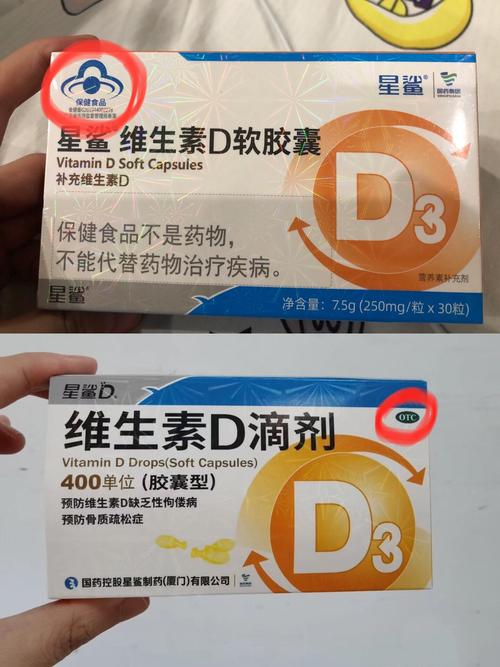 保健食品
星鲨
国药集团
星鲨 维生素D软胶囊
Vitamin D Soft Capsules
补充维生素D
D3
保健食品不是药物,
不能代替药物治疗疾病。
营养素补充剂
星鲨
净含量: 7.5g (250mg/粒 x 30粒)
星鲨D
OTC
维生素D滴剂
Vitamin D Drops(Soft Capsules)
400单位 (胶囊型)
预防维生素D缺乏性佝偻病
预防骨质疏松症
D3
国药控股星鲨制药(厦门)有限公司